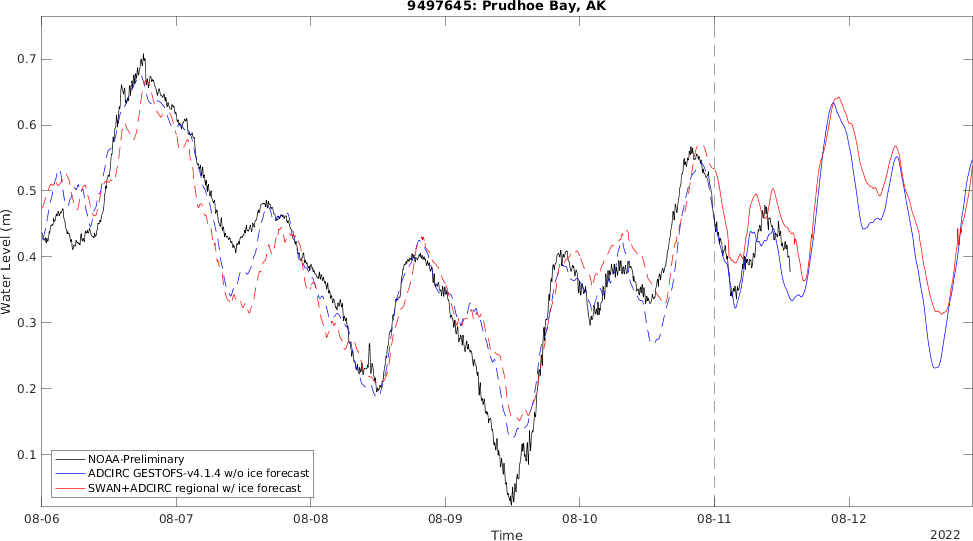 9497645: Prudhoe Bay, AK
Water Level (m)
0.7
0.6
0.5
0.4
0.3
0.2
0.1
NOAA-Preliminary
ADCIRC GESTOFS-v4.1.4 w/o ice forecast
SWAN+ADCIRC regional w/ ice forecast
08-06
08-07
08-08
08-09
08-10
08-11
08-12
Time
2022